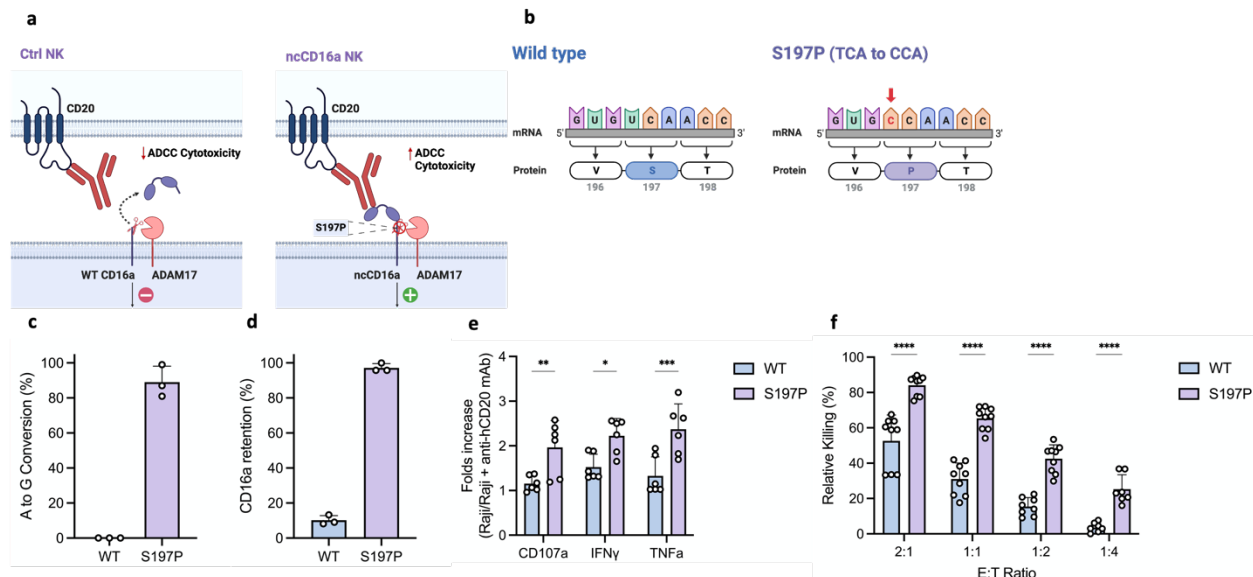 a
Ctrl NK
CD20
↓ ADCC Cytotoxicity
WT CD16a
ADAM17
ncCD16a NK
CD20
↑ ADCC
Cytotoxicity
S197P
ncCD16a
ADAM17
b
Wild type
G U G U C A A C C
mRNA 5' 3'
Protein V S T
196 197 198
S197P (TCA to CCA)
G U G C C A A C C
mRNA 5' 3'
Protein V P T
196 197 198
c
A to G Conversion (%)
100
80
60
40
20
0
WT S197P
d
CD16a retention (%)
100
80
60
40
20
0
WT S197P
e
Folds increase
(Raji/Raji + anti-hCD20 mAb)
4
3
2
1
0
** * ***
WT
S197P
CD107a IFNγ TNFa
f
Relative Killing (%)
100
80
60
40
20
0
**** **** **** ****
WT
S197P
2:1 1:1 1:2 1:4
E:T Ratio